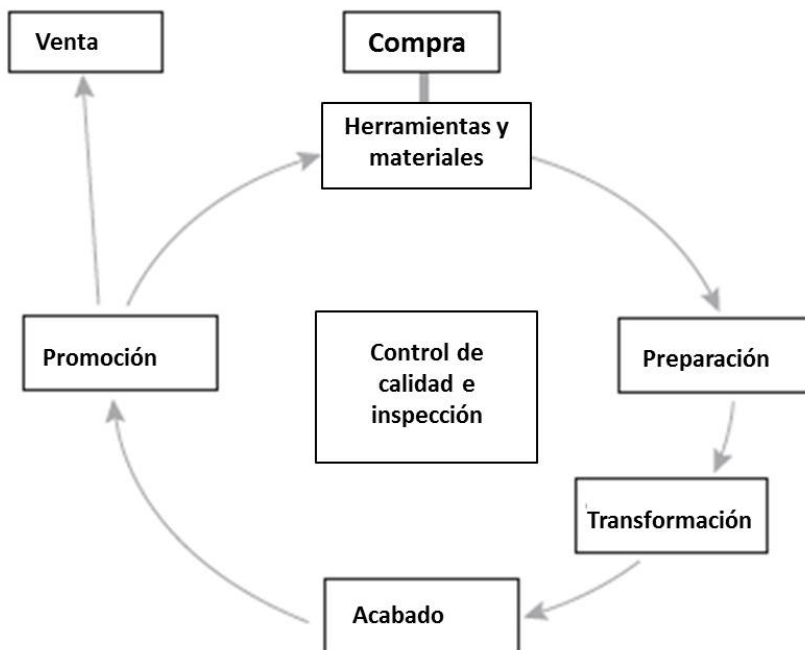 Venta
Compra
Herramientas y
materiales
Promoción
Control de
calidad e
inspección
Preparación
Transformación
Acabado